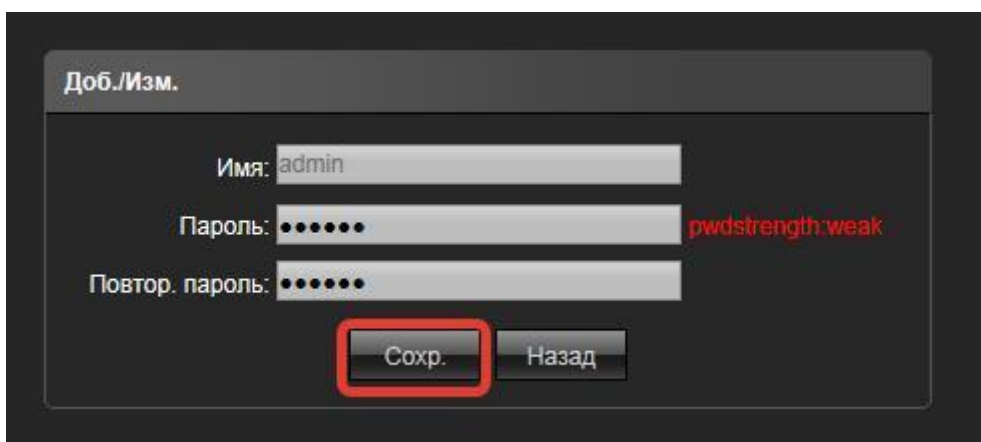 Доб./Изм.
Имя: admin
Пароль: •••••• pwdstrength:weak
Повтор. пароль: ••••••
Сохр. Назад